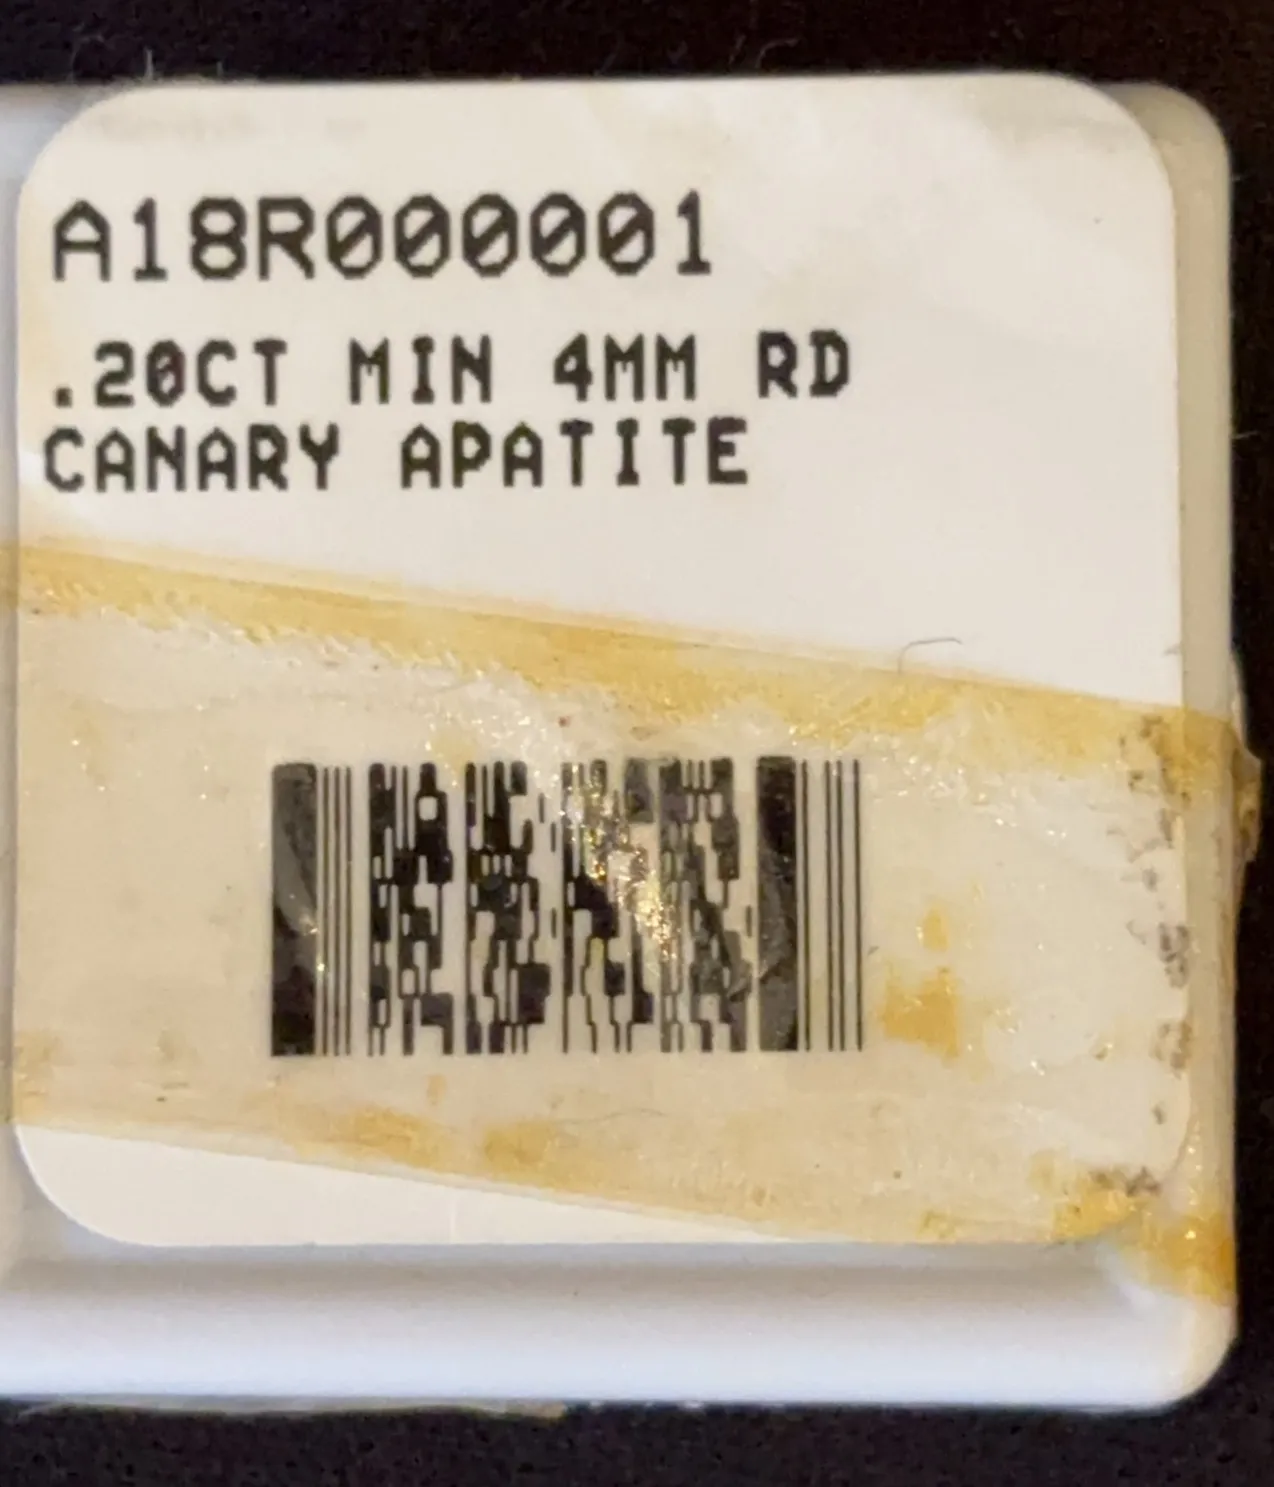 A18R000001
.20CT MIN 4MM RD
CANARY APATITE